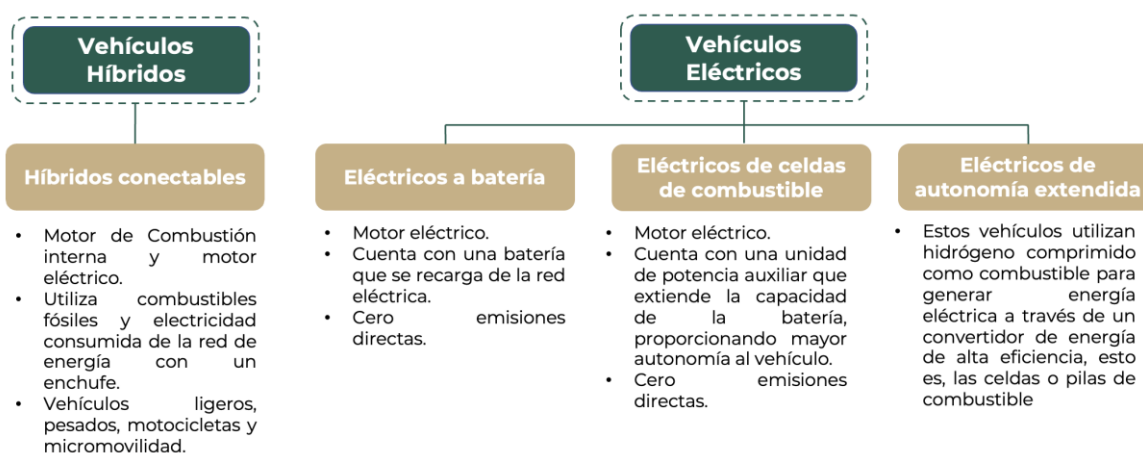 Vehículos
Híbridos
Híbridos conectables
• Motor de Combustión
interna y motor
eléctrico.
• Utiliza combustibles
fósiles y electricidad
consumida de la red de
energía con un
enchufe.
• Vehículos ligeros,
pesados, motocicletas y
micromovilidad.
Vehículos
Eléctricos
Eléctricos a batería
• Motor eléctrico.
• Cuenta con una batería
que se recarga de la red
eléctrica.
• Cero emisiones
directas.
Eléctricos de celdas
de combustible
• Motor eléctrico.
• Cuenta con una unidad
de potencia auxiliar que
extiende la capacidad
de la batería,
proporcionando mayor
autonomía al vehículo.
• Cero emisiones
directas.
Eléctricos de
autonomía extendida
• Estos vehículos utilizan
hidrógeno comprimido
como combustible para
generar energía
eléctrica a través de un
convertidor de energía
de alta eficiencia, esto
es, las celdas o pilas de
combustible